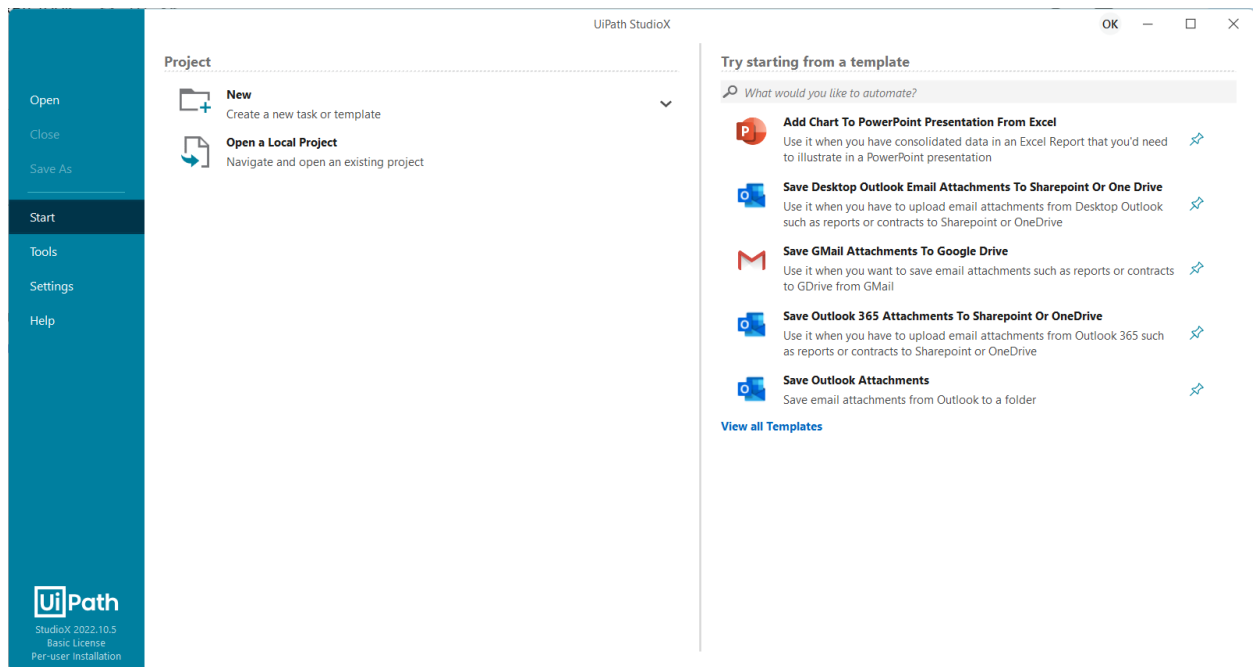 UiPath StudioX
OK
Open
Close
Save As
Start
Tools
Settings
Help
UiPath
StudioX 2022.10.5
Basic License
Per-user Installation
Project
New
Create a new task or template
Open a Local Project
Navigate and open an existing project
Try starting from a template
What would you like to automate?
Add Chart To PowerPoint Presentation From Excel
Use it when you have consolidated data in an Excel Report that you'd need
to illustrate in a PowerPoint presentation
Save Desktop Outlook Email Attachments To Sharepoint Or One Drive
Use it when you have to upload email attachments from Desktop Outlook
such as reports or contracts to Sharepoint or OneDrive
Save GMail Attachments To Google Drive
Use it when you want to save email attachments such as reports or contracts
to GDrive from GMail
Save Outlook 365 Attachments To Sharepoint Or OneDrive
Use it when you have to upload email attachments from Outlook 365 such
as reports or contracts to Sharepoint or OneDrive
Save Outlook Attachments
Save email attachments from Outlook to a folder
View all Templates